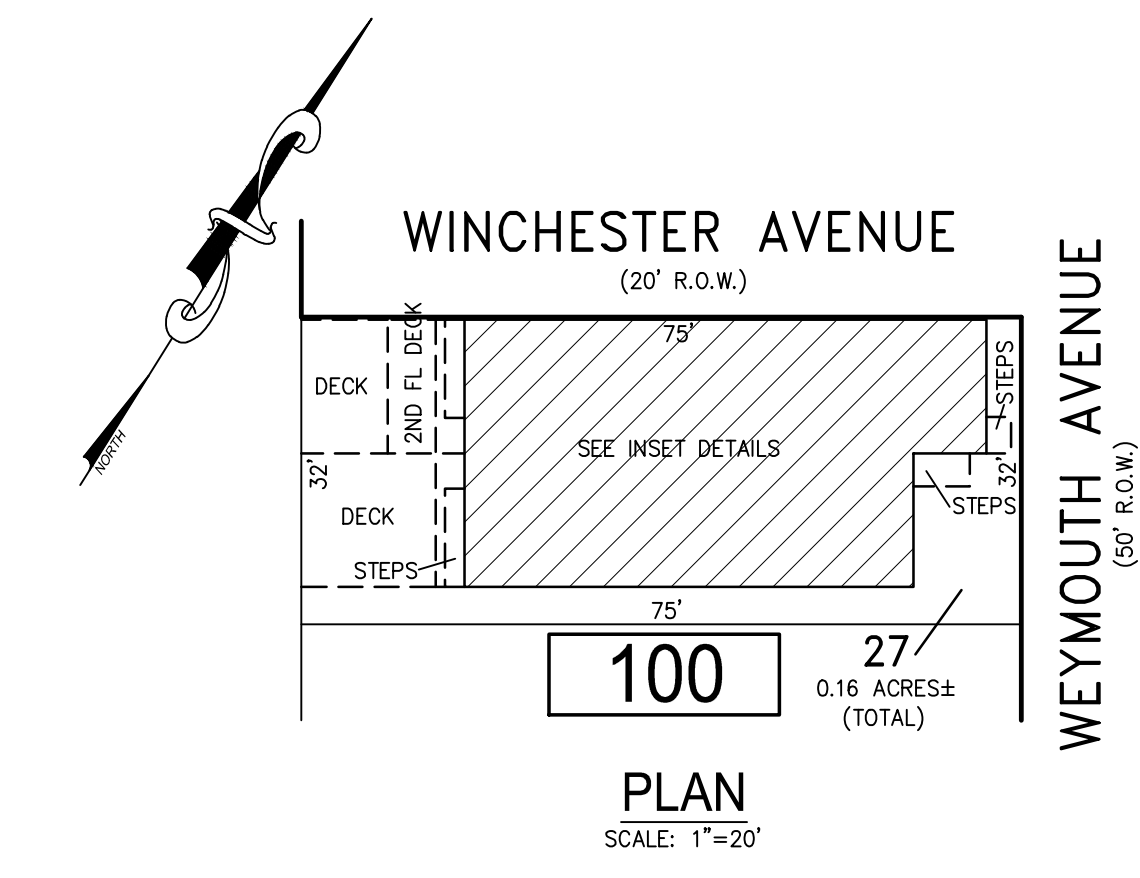 WINCHESTER AVENUE
(20' R.O.W.)
75'
NORTH
DECK
2ND FL DECK
STEPS
SEE INSET DETAILS
32'
32'
DECK
STEPS
STEPS
WEYMOUTH AVENUE
(50' R.O.W.)
75'
100
27
0.16 ACRES±
(TOTAL)
PLAN
SCALE: 1"=20'